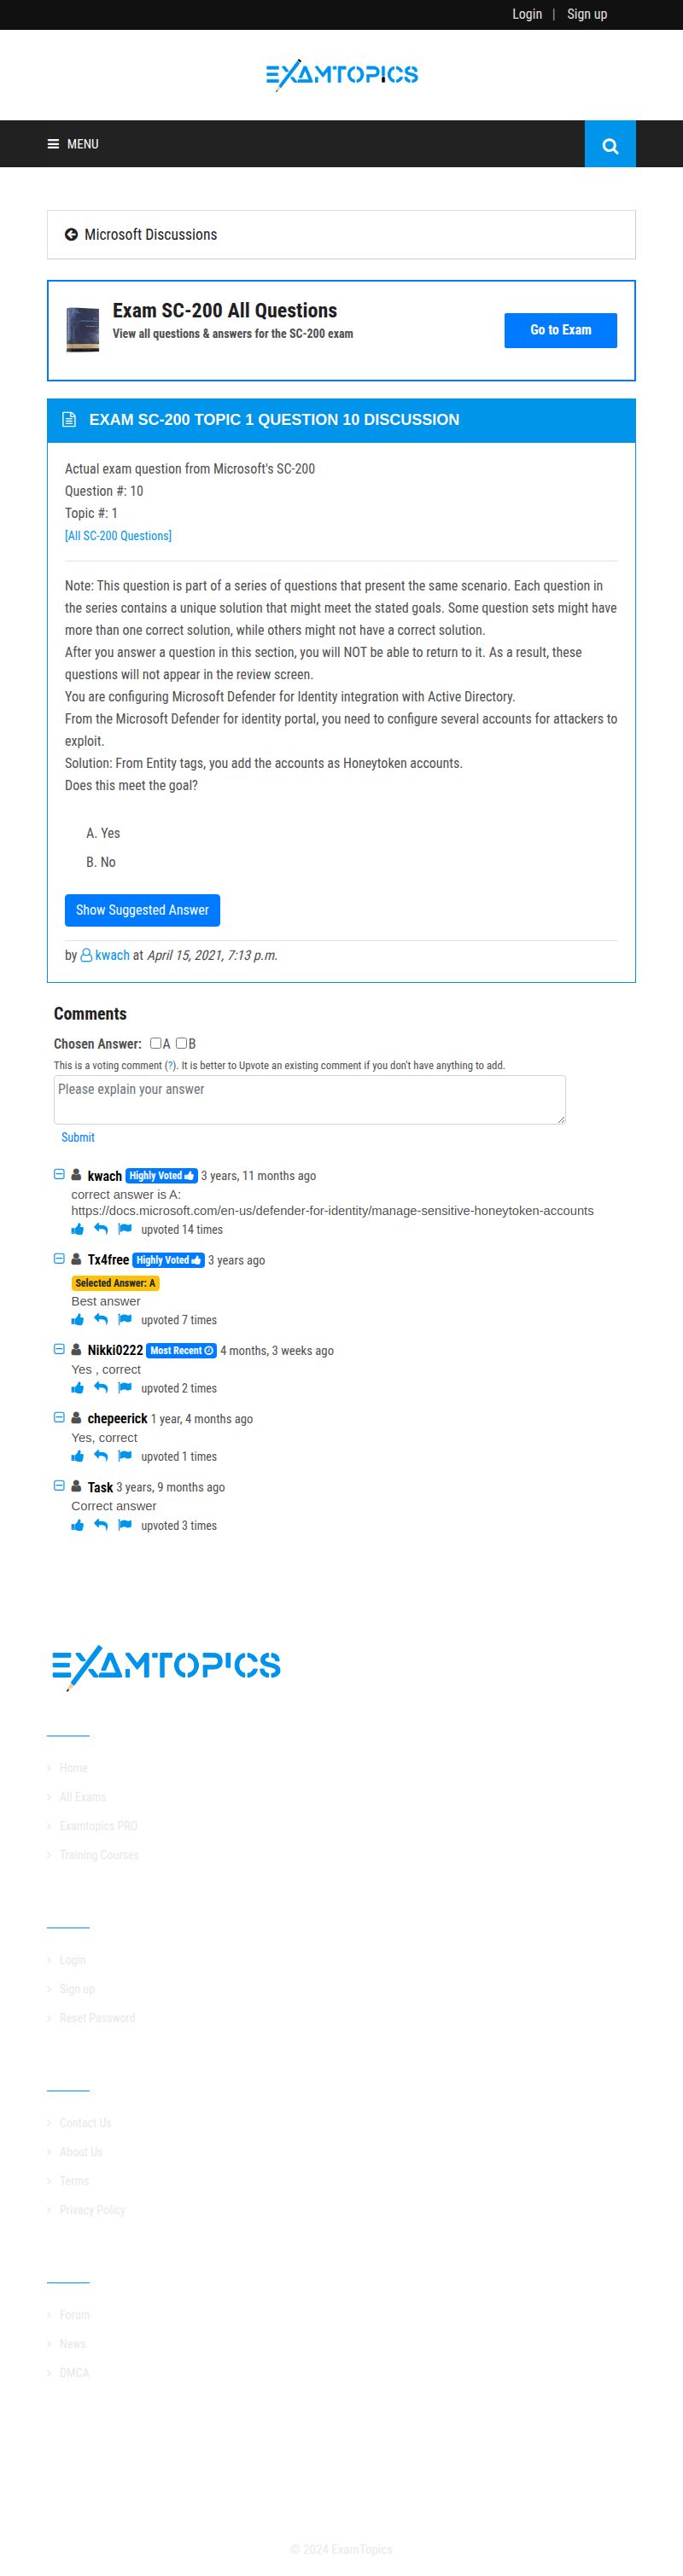 Login | Sign up
EXAMTOPICS
MENU
Microsoft Discussions
Exam SC-200 All Questions
View all questions & answers for the SC-200 exam
Go to Exam
EXAM SC-200 TOPIC 1 QUESTION 10 DISCUSSION
Actual exam question from Microsoft's SC-200
Question #: 10
Topic #: 1
[All SC-200 Questions]
Note: This question is part of a series of questions that present the same scenario. Each question in
the series contains a unique solution that might meet the stated goals. Some question sets might have
more than one correct solution, while others might not have a correct solution.
After you answer a question in this section, you will NOT be able to return to it. As a result, these
questions will not appear in the review screen.
You are configuring Microsoft Defender for Identity integration with Active Directory.
From the Microsoft Defender for identity portal, you need to configure several accounts for attackers to
exploit.
Solution: From Entity tags, you add the accounts as Honeytoken accounts.
Does this meet the goal?
A. Yes
B. No
Show Suggested Answer
by kwach at April 15, 2021, 7:13 p.m.
Comments
Chosen Answer: A B
This is a voting comment (?). It is better to Upvote an existing comment if you don't have anything to add.
Please explain your answer
Submit
kwach Highly Voted 3 years, 11 months ago
correct answer is A:
https://docs.microsoft.com/en-us/defender-for-identity/manage-sensitive-honeytoken-accounts
upvoted 14 times
Tx4free Highly Voted 3 years ago
Selected Answer: A
Best answer
upvoted 7 times
Nikki0222 Most Recent 4 months, 3 weeks ago
Yes , correct
upvoted 2 times
chepeerick 1 year, 4 months ago
Yes, correct
upvoted 1 times
Task 3 years, 9 months ago
Correct answer
upvoted 3 times
EXAMTOPICS
Home
All Exams
Examtopics PRO
Training Courses
Login
Sign up
Reset Password
Contact Us
About Us
Terms
Privacy Policy
Forum
News
DMCA
© 2024 ExamTopics